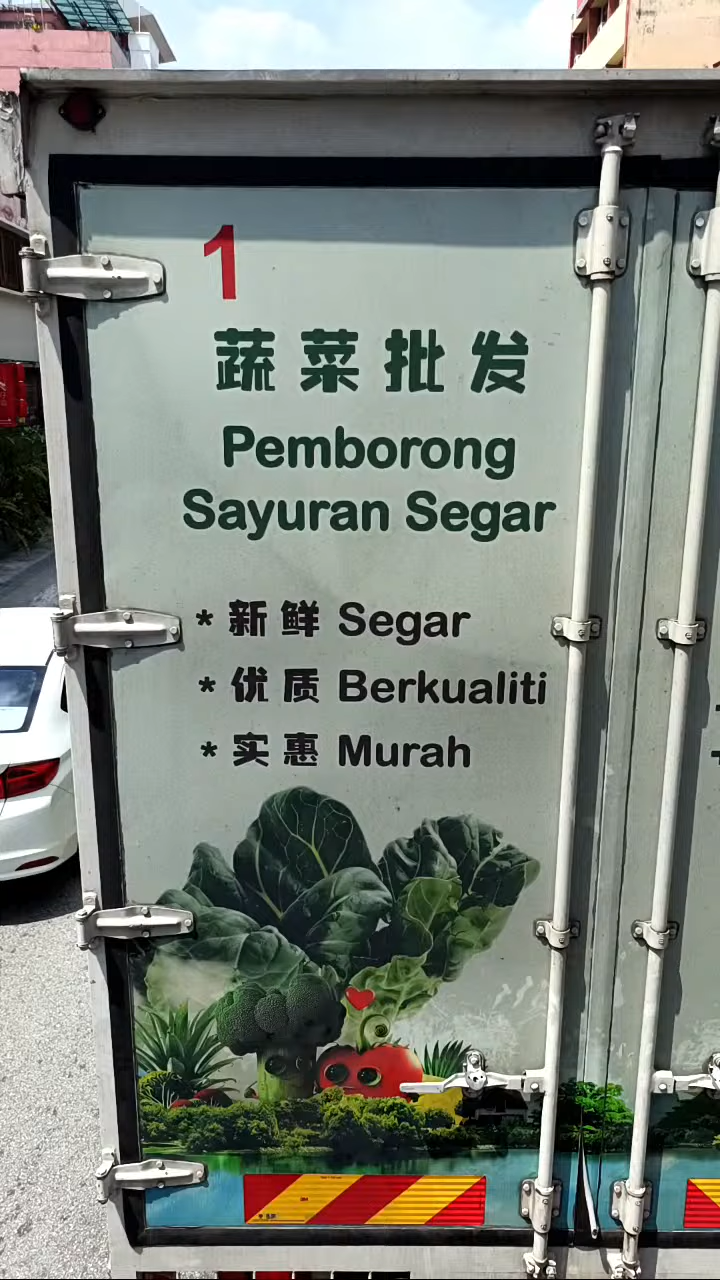 1
蔬菜批发
Pemborong
Sayuran Segar
* 新鲜 Segar
* 优质 Berkualiti
* 实惠 Murah